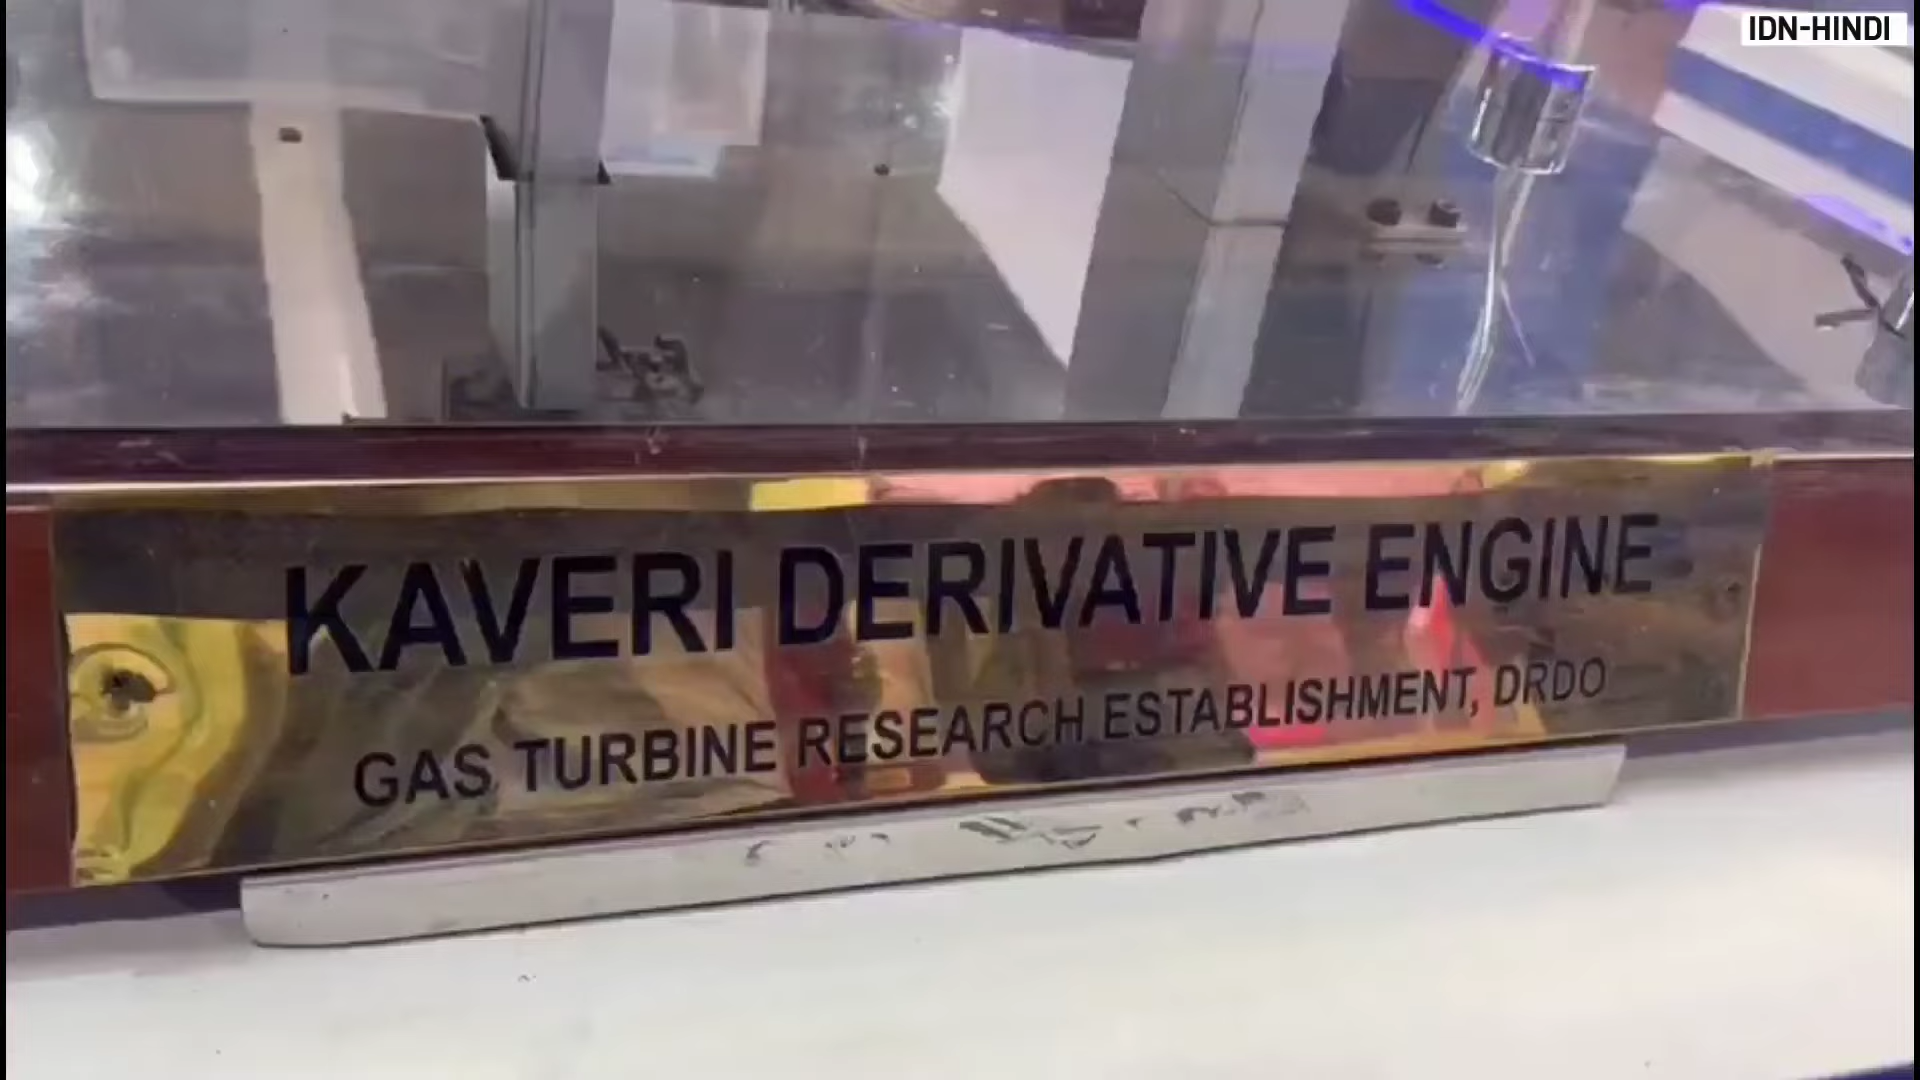 IDN-HINDI
KAVERI DERIVATIVE ENGINE
GAS TURBINE RESEARCH ESTABLISHMENT, DRDO